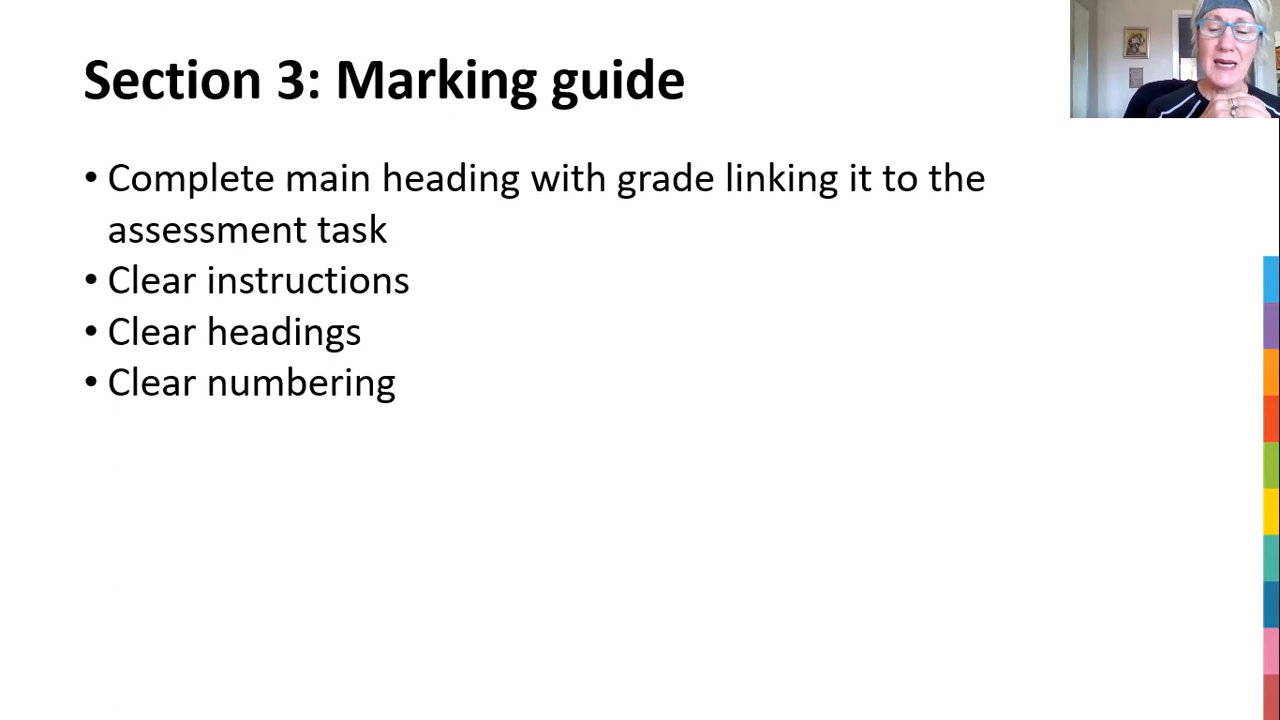 Section 3: Marking guide
• Complete main heading with grade linking it to the
assessment task
• Clear instructions
• Clear headings
• Clear numbering